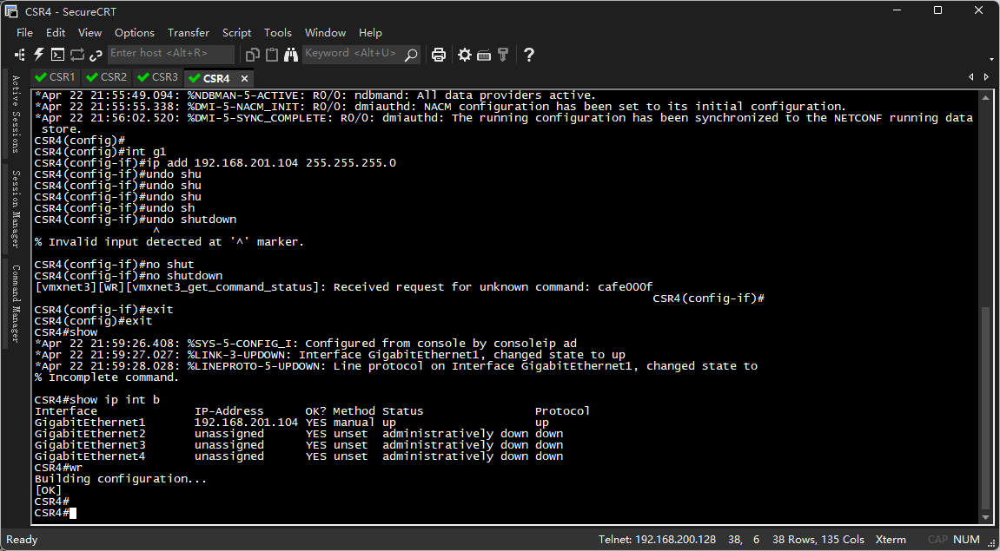 CSR4 - SecureCRT
File Edit View Options Transfer Script Tools Window Help
Enter host <Alt+R> Keyword <Alt+U>
CSR1 CSR2 CSR3 CSR4
Active Sessions
Session Manager
Command Manager
*Apr 22 21:55:49.094: %NDBMAN-5-ACTIVE: R0/0: ndbmand: All data providers active.
*Apr 22 21:55:55.338: %DMI-5-NACM_INIT: R0/0: dmiauthd: NACM configuration has been set to its initial configuration.
*Apr 22 21:56:02.520: %DMI-5-SYNC_COMPLETE: R0/0: dmiauthd: The running configuration has been synchronized to the NETCONF running data
store.
CSR4(config)#
CSR4(config)#int g1
CSR4(config-if)#ip add 192.168.201.104 255.255.255.0
CSR4(config-if)#undo shu
CSR4(config-if)#undo shu
CSR4(config-if)#undo shu
CSR4(config-if)#undo sh
CSR4(config-if)#undo shutdown
^
% Invalid input detected at '^' marker.
CSR4(config-if)#no shut
CSR4(config-if)#no shutdown
[vmxnet3][WR][vmxnet3_get_command_status]: Received request for unknown command: cafe000f
CSR4(config-if)#
CSR4(config-if)#exit
CSR4(config)#exit
CSR4#show
*Apr 22 21:59:26.408: %SYS-5-CONFIG_I: Configured from console by consoleip ad
*Apr 22 21:59:27.027: %LINK-3-UPDOWN: Interface GigabitEthernet1, changed state to up
*Apr 22 21:59:28.028: %LINEPROTO-5-UPDOWN: Line protocol on Interface GigabitEthernet1, changed state to
% Incomplete command.
CSR4#show ip int b
Interface IP-Address OK? Method Status Protocol
GigabitEthernet1 192.168.201.104 YES manual up up
GigabitEthernet2 unassigned YES unset administratively down down
GigabitEthernet3 unassigned YES unset administratively down down
GigabitEthernet4 unassigned YES unset administratively down down
CSR4#wr
Building configuration...
[OK]
CSR4#
CSR4#
Ready Telnet: 192.168.200.128 38, 6 38 Rows, 135 Cols Xterm CAP NUM